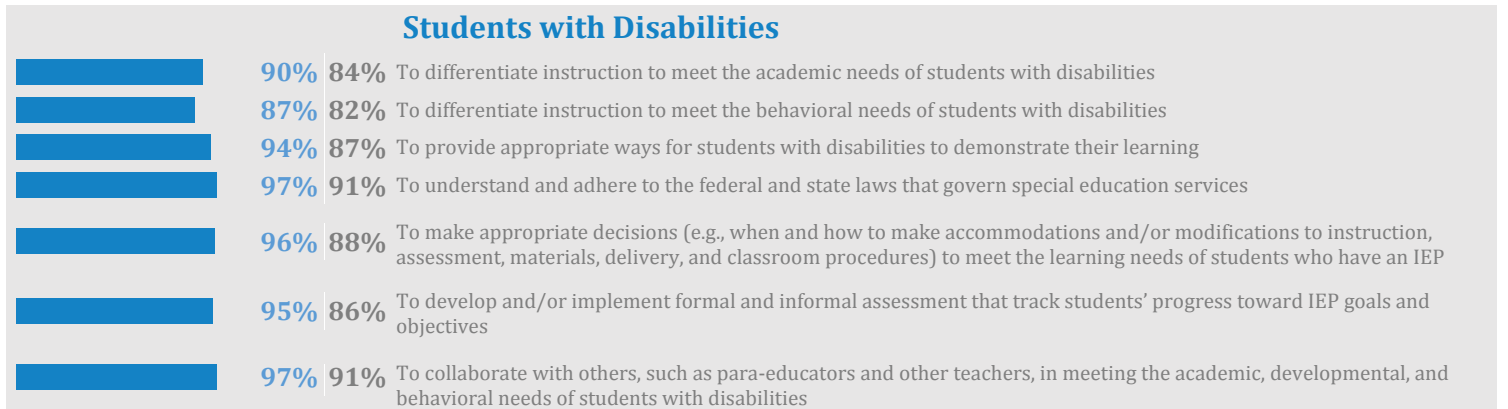 Students with Disabilities
90% 84% To differentiate instruction to meet the academic needs of students with disabilities
87% 82% To differentiate instruction to meet the behavioral needs of students with disabilities
94% 87% To provide appropriate ways for students with disabilities to demonstrate their learning
97% 91% To understand and adhere to the federal and state laws that govern special education services
96% 88% To make appropriate decisions (e.g., when and how to make accommodations and/or modifications to instruction,
assessment, materials, delivery, and classroom procedures) to meet the learning needs of students who have an IEP
95% 86% To develop and/or implement formal and informal assessment that track students’ progress toward IEP goals and
objectives
97% 91% To collaborate with others, such as para-educators and other teachers, in meeting the academic, developmental, and
behavioral needs of students with disabilities